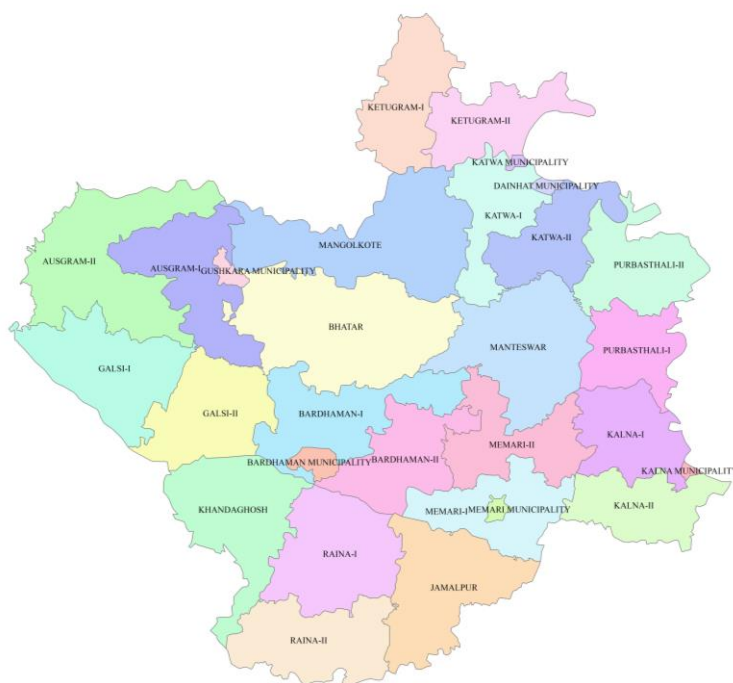 KETUGRAM-I
KETUGRAM-II
KATWA MUNICIPALITY
DAINHAT MUNICIPALITY
KATWA-I
KATWA-II
MANGOLKOTE
AUSGRAM-II
AUSGRAM-I
GUSHKARA MUNICIPALITY
PURBASTHALI-II
BHATAR
MANTESWAR
PURBASTHALI-I
GALSI-I
GALSI-II
BARDHAMAN-I
KALNA-I
MEMARI-II
BARDHAMAN MUNICIPALITY
BARDHAMAN-II
KALNA MUNICIPALITY
KHANDAGHOSH
MEMARI-I
MEMARI MUNICIPALITY
KALNA-II
RAINA-I
JAMALPUR
RAINA-II